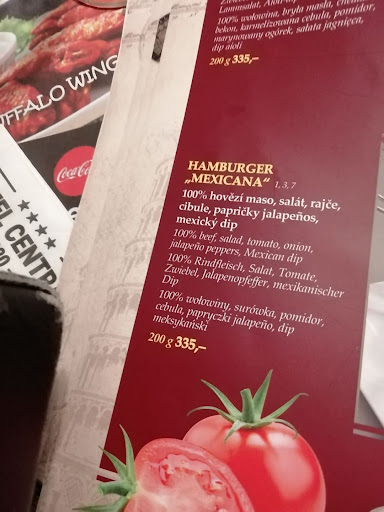 100% wołowina, bryła masła,
bekon, karmelizowana cebula, pomidor,
marynowany ogórek, sałata jagnięca,
dip aioli
200 g 335,–
BUFFALO WING
Coca-Cola
HAMBURGER
„MEXICANA“ 1, 3, 7
100% hovězí maso, salát, rajče,
cibule, papričky jalapeños,
mexický dip
100% beef, salad, tomato, onion,
jalapeño peppers, Mexican dip
100% Rindfleisch, Salat, Tomate,
Zwiebel, Jalapenopfeffer, mexikanischer
Dip
100% wołowiny, surówka, pomidor,
cebula, papryczki jalapeño, dip
meksykański
200 g 335,–